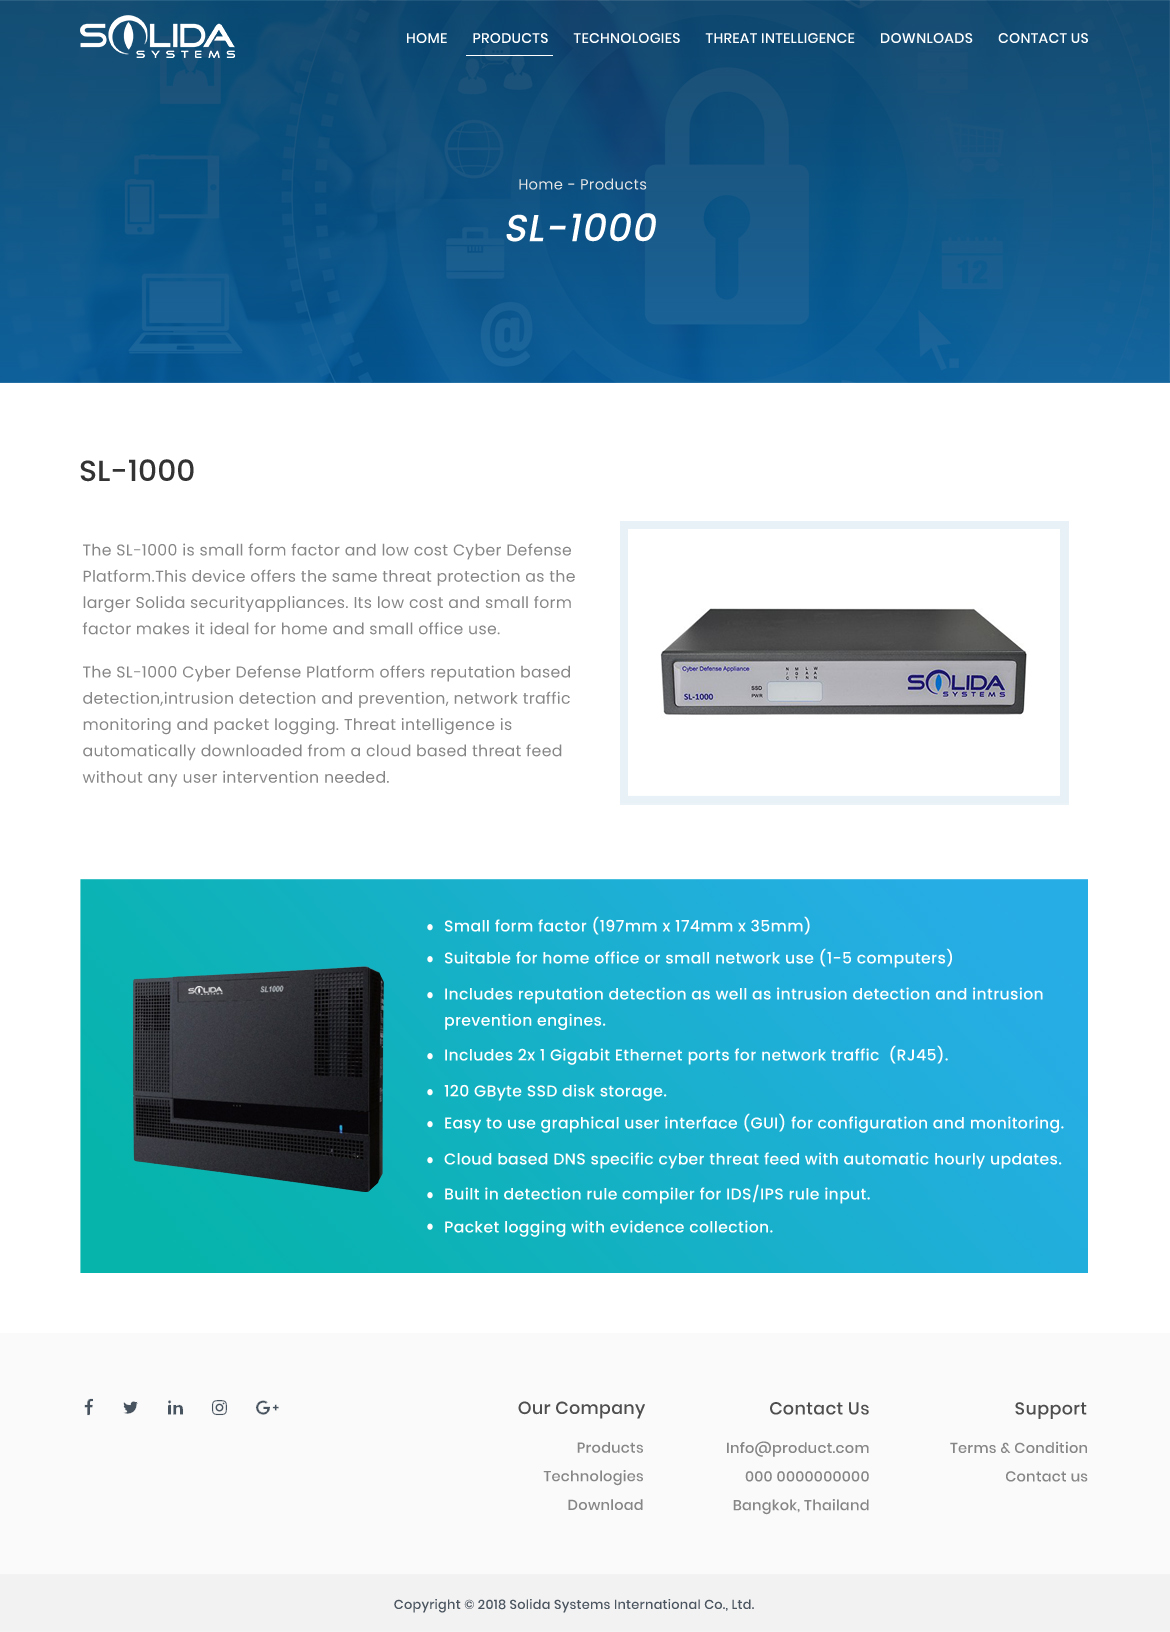 SOLIDA
SYSTEMS
HOME PRODUCTS TECHNOLOGIES THREAT INTELLIGENCE DOWNLOADS CONTACT US
Home - Products
SL-1000
12
@
SL-1000
The SL-1000 is small form factor and low cost Cyber Defense
Platform.This device offers the same threat protection as the
larger Solida securityappliances. Its low cost and small form
factor makes it ideal for home and small office use.
The SL-1000 Cyber Defense Platform offers reputation based
detection,intrusion detection and prevention, network traffic
monitoring and packet logging. Threat intelligence is
automatically downloaded from a cloud based threat feed
without any user intervention needed.
Cyber Defense Appliance
SSD
PWR
SL-1000
SOLIDA
SYSTEMS
SOLIDA
SYSTEMS
SL1000
• Small form factor (197mm x 174mm x 35mm)
• Suitable for home office or small network use (1-5 computers)
• Includes reputation detection as well as intrusion detection and intrusion
prevention engines.
• Includes 2x 1 Gigabit Ethernet ports for network traffic (RJ45).
• 120 GByte SSD disk storage.
• Easy to use graphical user interface (GUI) for configuration and monitoring.
• Cloud based DNS specific cyber threat feed with automatic hourly updates.
• Built in detection rule compiler for IDS/IPS rule input.
• Packet logging with evidence collection.
Our Company
Products
Technologies
Download
Contact Us
Info@product.com
000 0000000000
Bangkok, Thailand
Support
Terms & Condition
Contact us
Copyright © 2018 Solida Systems International Co., Ltd.